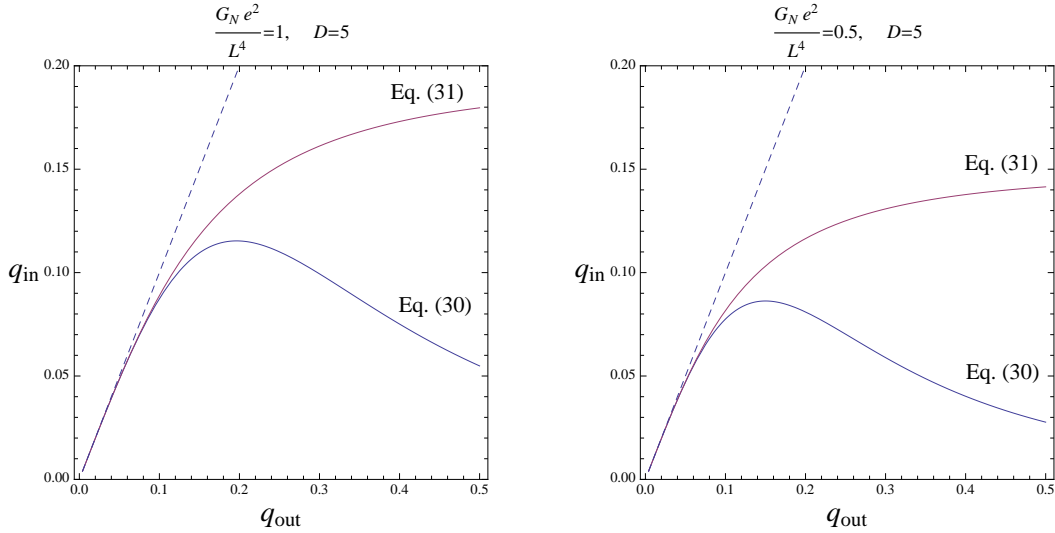 G_N e^2 / L^4 =1, D=5
0.20
0.15
0.10
0.05
0.00
0.0 0.1 0.2 0.3 0.4 0.5
q_in
q_out
Eq. (31)
Eq. (30)
G_N e^2 / L^4 =0.5, D=5
0.20
0.15
0.10
0.05
0.00
0.0 0.1 0.2 0.3 0.4 0.5
q_in
q_out
Eq. (31)
Eq. (30)